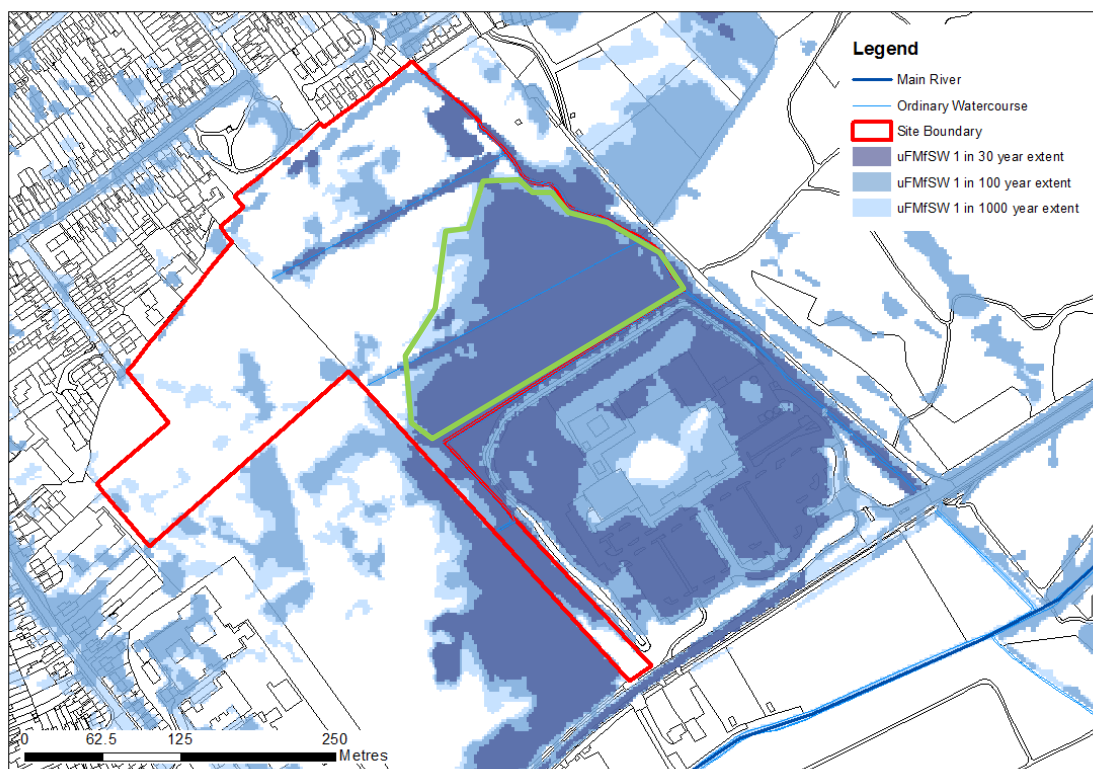 Legend
Main River
Ordinary Watercourse
Site Boundary
uFMfSW 1 in 30 year extent
uFMfSW 1 in 100 year extent
uFMfSW 1 in 1000 year extent
0 62.5 125 250
Metres